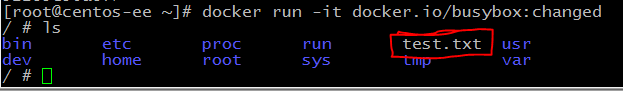 [root@centos-ee ~]# docker run -it docker.io/busybox:changed
/ # ls
bin etc proc run test.txt usr
dev home root sys tmp var
/ #